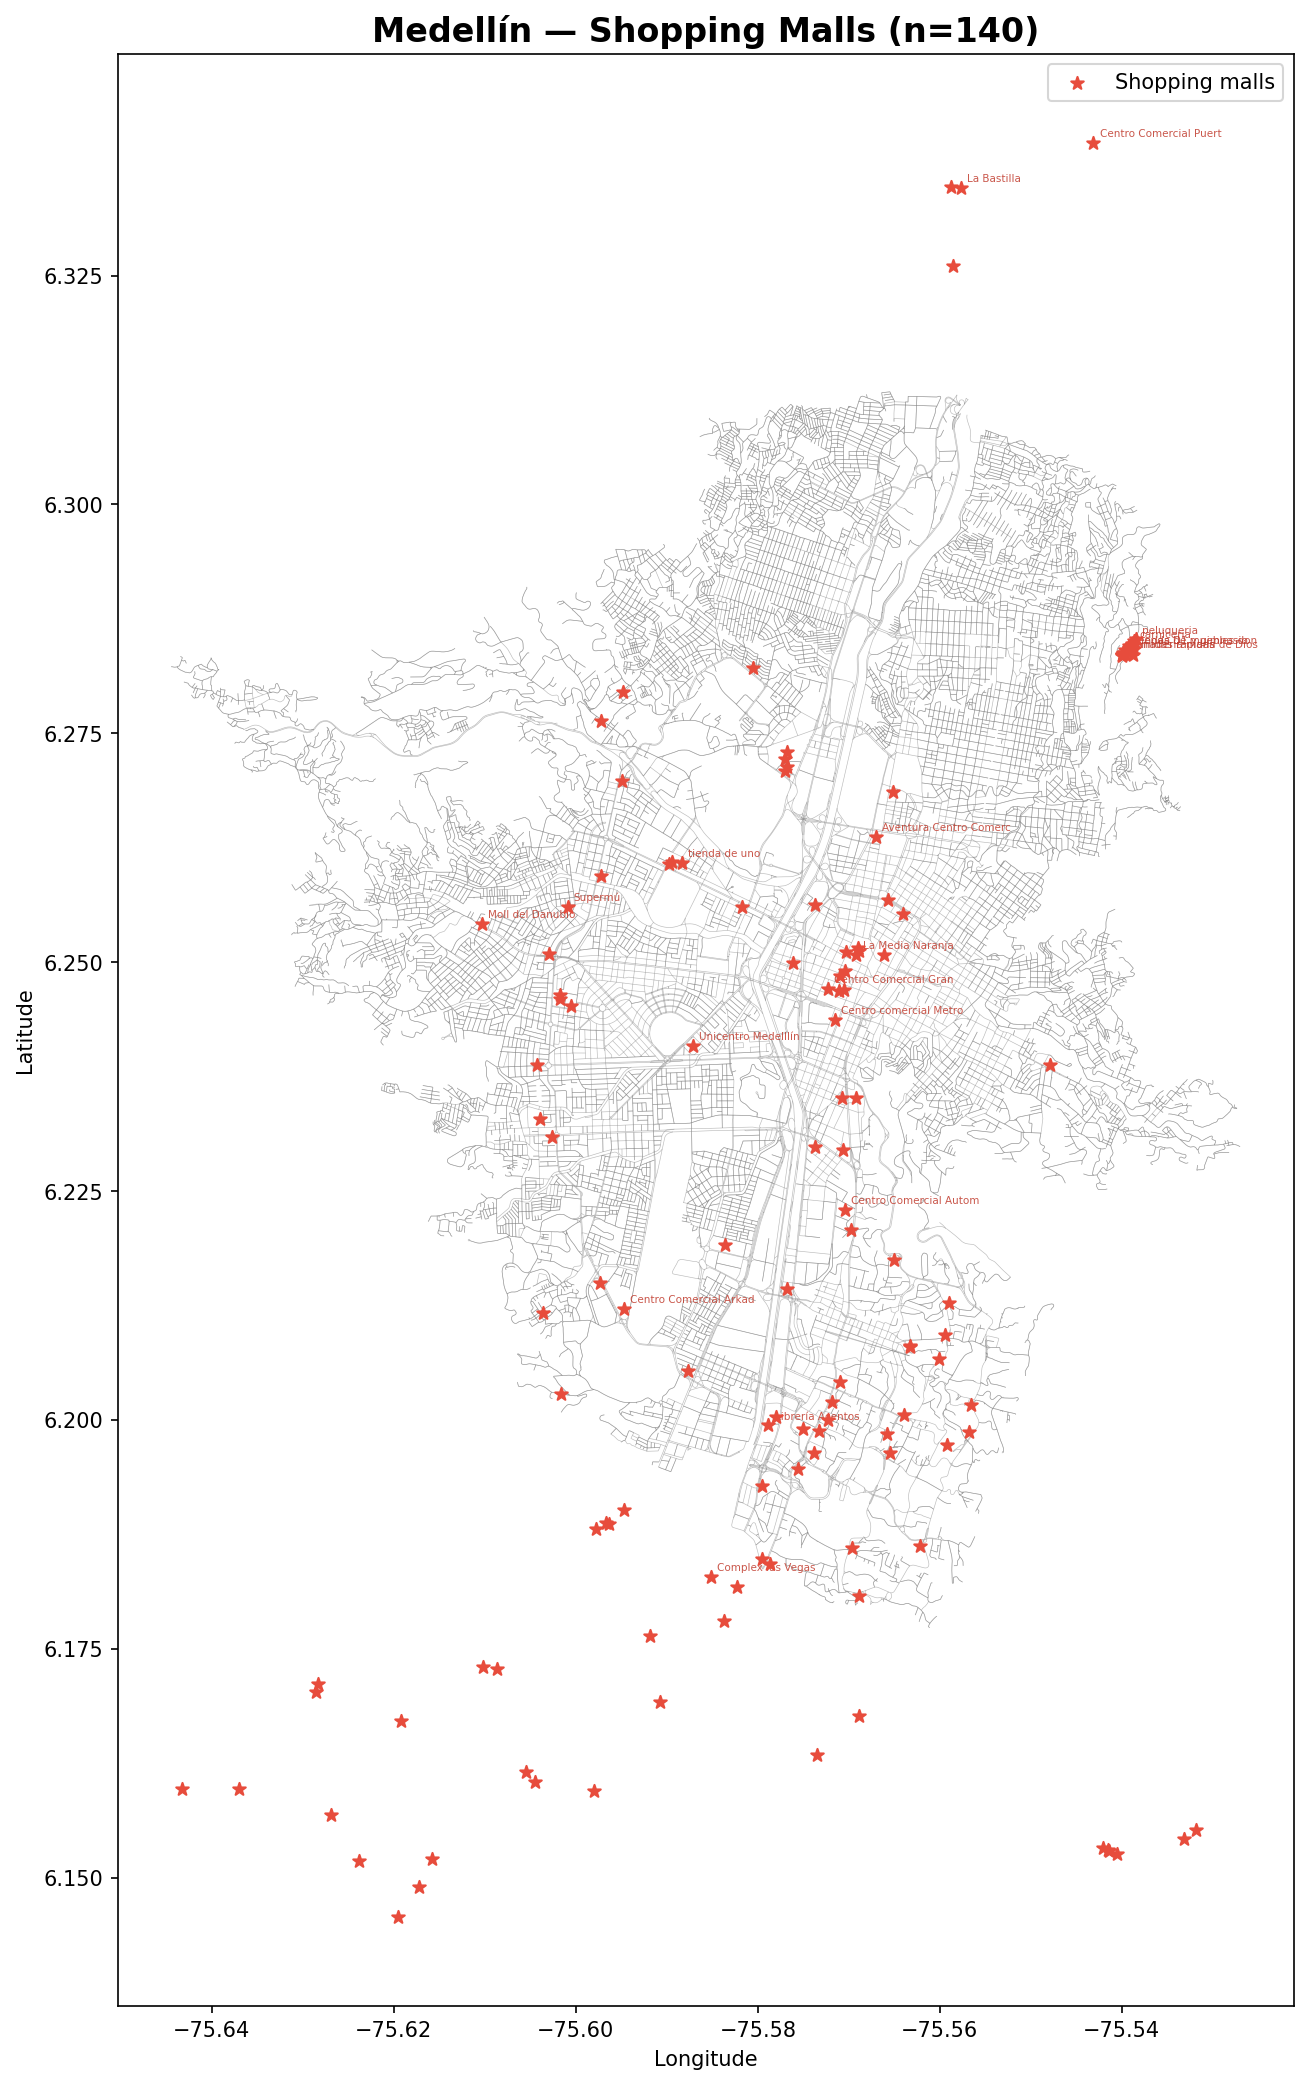 Medellín — Shopping Malls (n=140)
Shopping malls
Centro Comercial Puert
La Bastilla
6.325
6.300
peluqueria
de Dios
6.275
Aventura Centro Comerc
tienda de uno
Supermu
Moll del Danubio
La Media Naranja
6.250
Centro Comercial Gran
Centro comercial Metro
Unicentro Medelllín
Latitude
6.225
Centro Comercial Autom
Centro Comercial Arkad
6.200
6.175
Complex las Vegas
6.150
−75.64
−75.62
−75.60
−75.58
−75.56
−75.54
Longitude